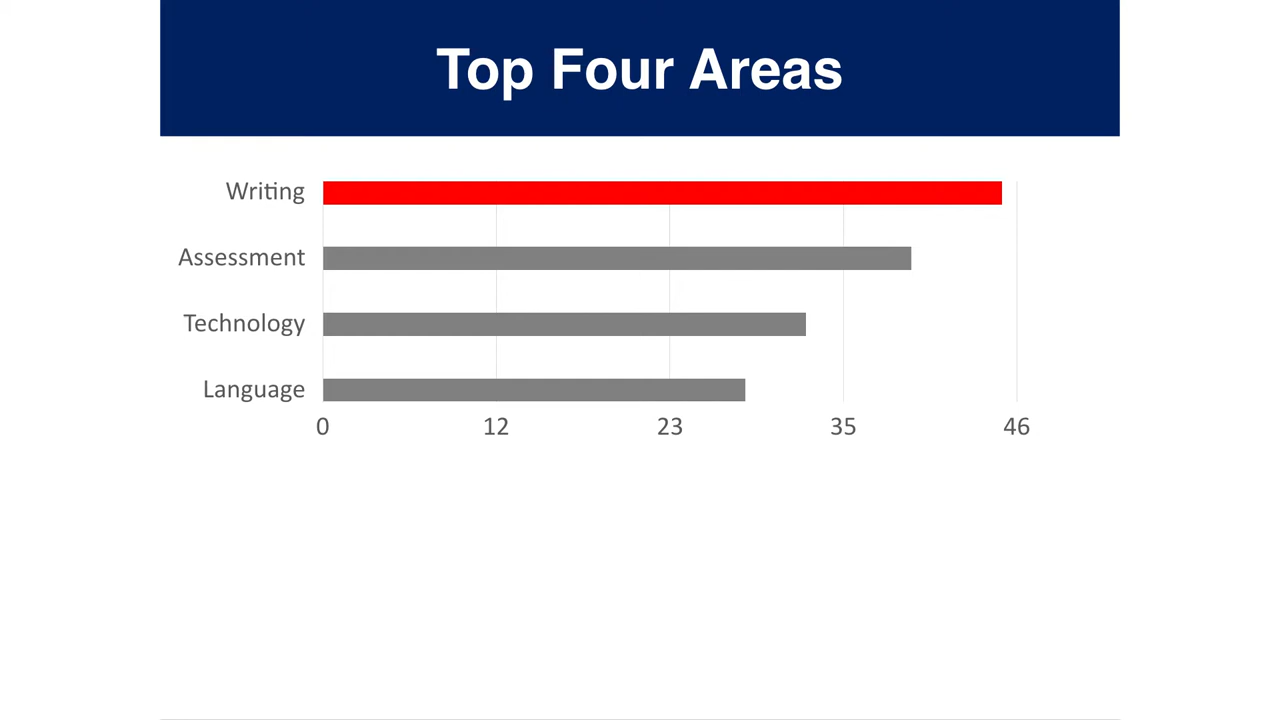 Top Four Areas
Writing
Assessment
Technology
Language
0 12 23 35 46